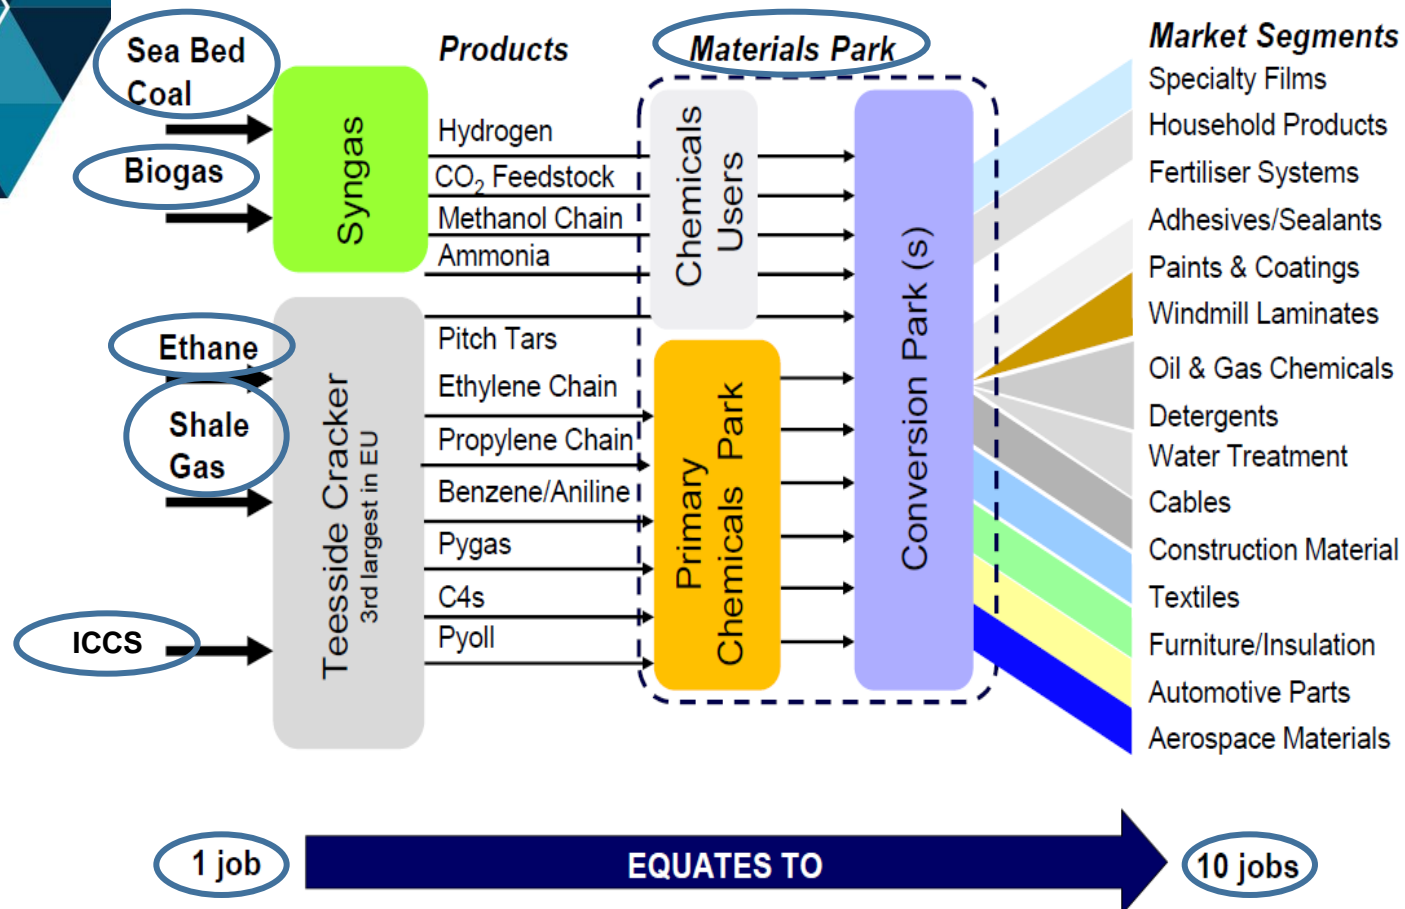 Sea Bed
Coal
Biogas
Ethane
Shale
Gas
ICCS
Syngas
Teesside Cracker
3rd largest in EU
Products
Hydrogen
CO₂ Feedstock
Methanol Chain
Ammonia
Pitch Tars
Ethylene Chain
Propylene Chain
Benzene/Aniline
Pygas
C4s
Pyoll
Materials Park
Chemicals
Users
Primary
Chemicals Park
Conversion Park (s)
Market Segments
Specialty Films
Household Products
Fertiliser Systems
Adhesives/Sealants
Paints & Coatings
Windmill Laminates
Oil & Gas Chemicals
Detergents
Water Treatment
Cables
Construction Material
Textiles
Furniture/Insulation
Automotive Parts
Aerospace Materials
1 job
EQUATES TO
10 jobs